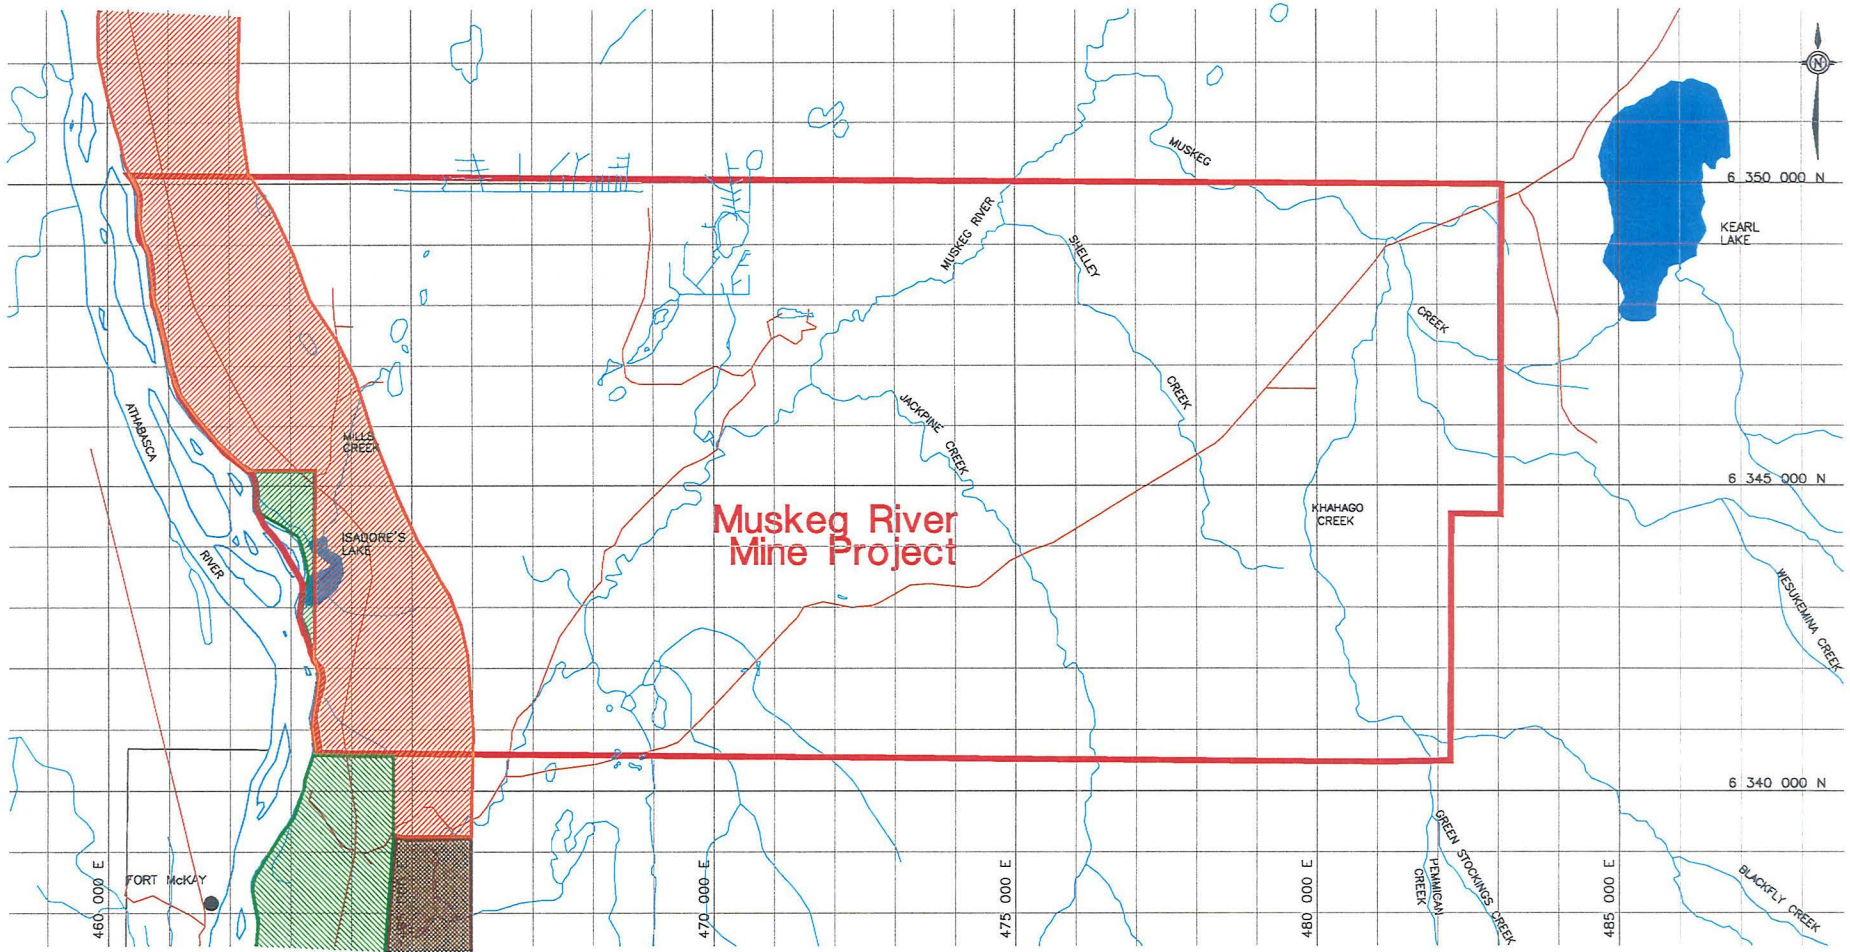 N
MUSKEG
6 350 000 N
KEARL
LAKE
MUSKEG RIVER
SHELLEY
CREEK
CREEK
JACKPINE CREEK
ATHABASCA
RIVER
MILLS
CREEK
6 345 000 N
Muskeg River
Mine Project
KHAHAGO
CREEK
ISADORE'S
LAKE
WESUKEMINA CREEK
6 340 000 N
GREEN STOCKINGS CREEK
PEMMICAN
CREEK
BLACKFLY CREEK
FORT McKAY
460 000 E
470 000 E
475 000 E
480 000 E
485 000 E